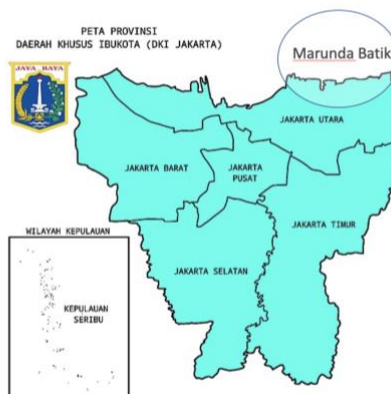 PETA PROVINSI
DAERAH KHUSUS IBUKOTA (DKI JAKARTA)
JAYA RAYA
Marunda Batik
JAKARTA UTARA
JAKARTA BARAT
JAKARTA
PUSAT
JAKARTA TIMUR
WILAYAH KEPULAUAN
JAKARTA SELATAN
KEPULAUAN
SERIBU